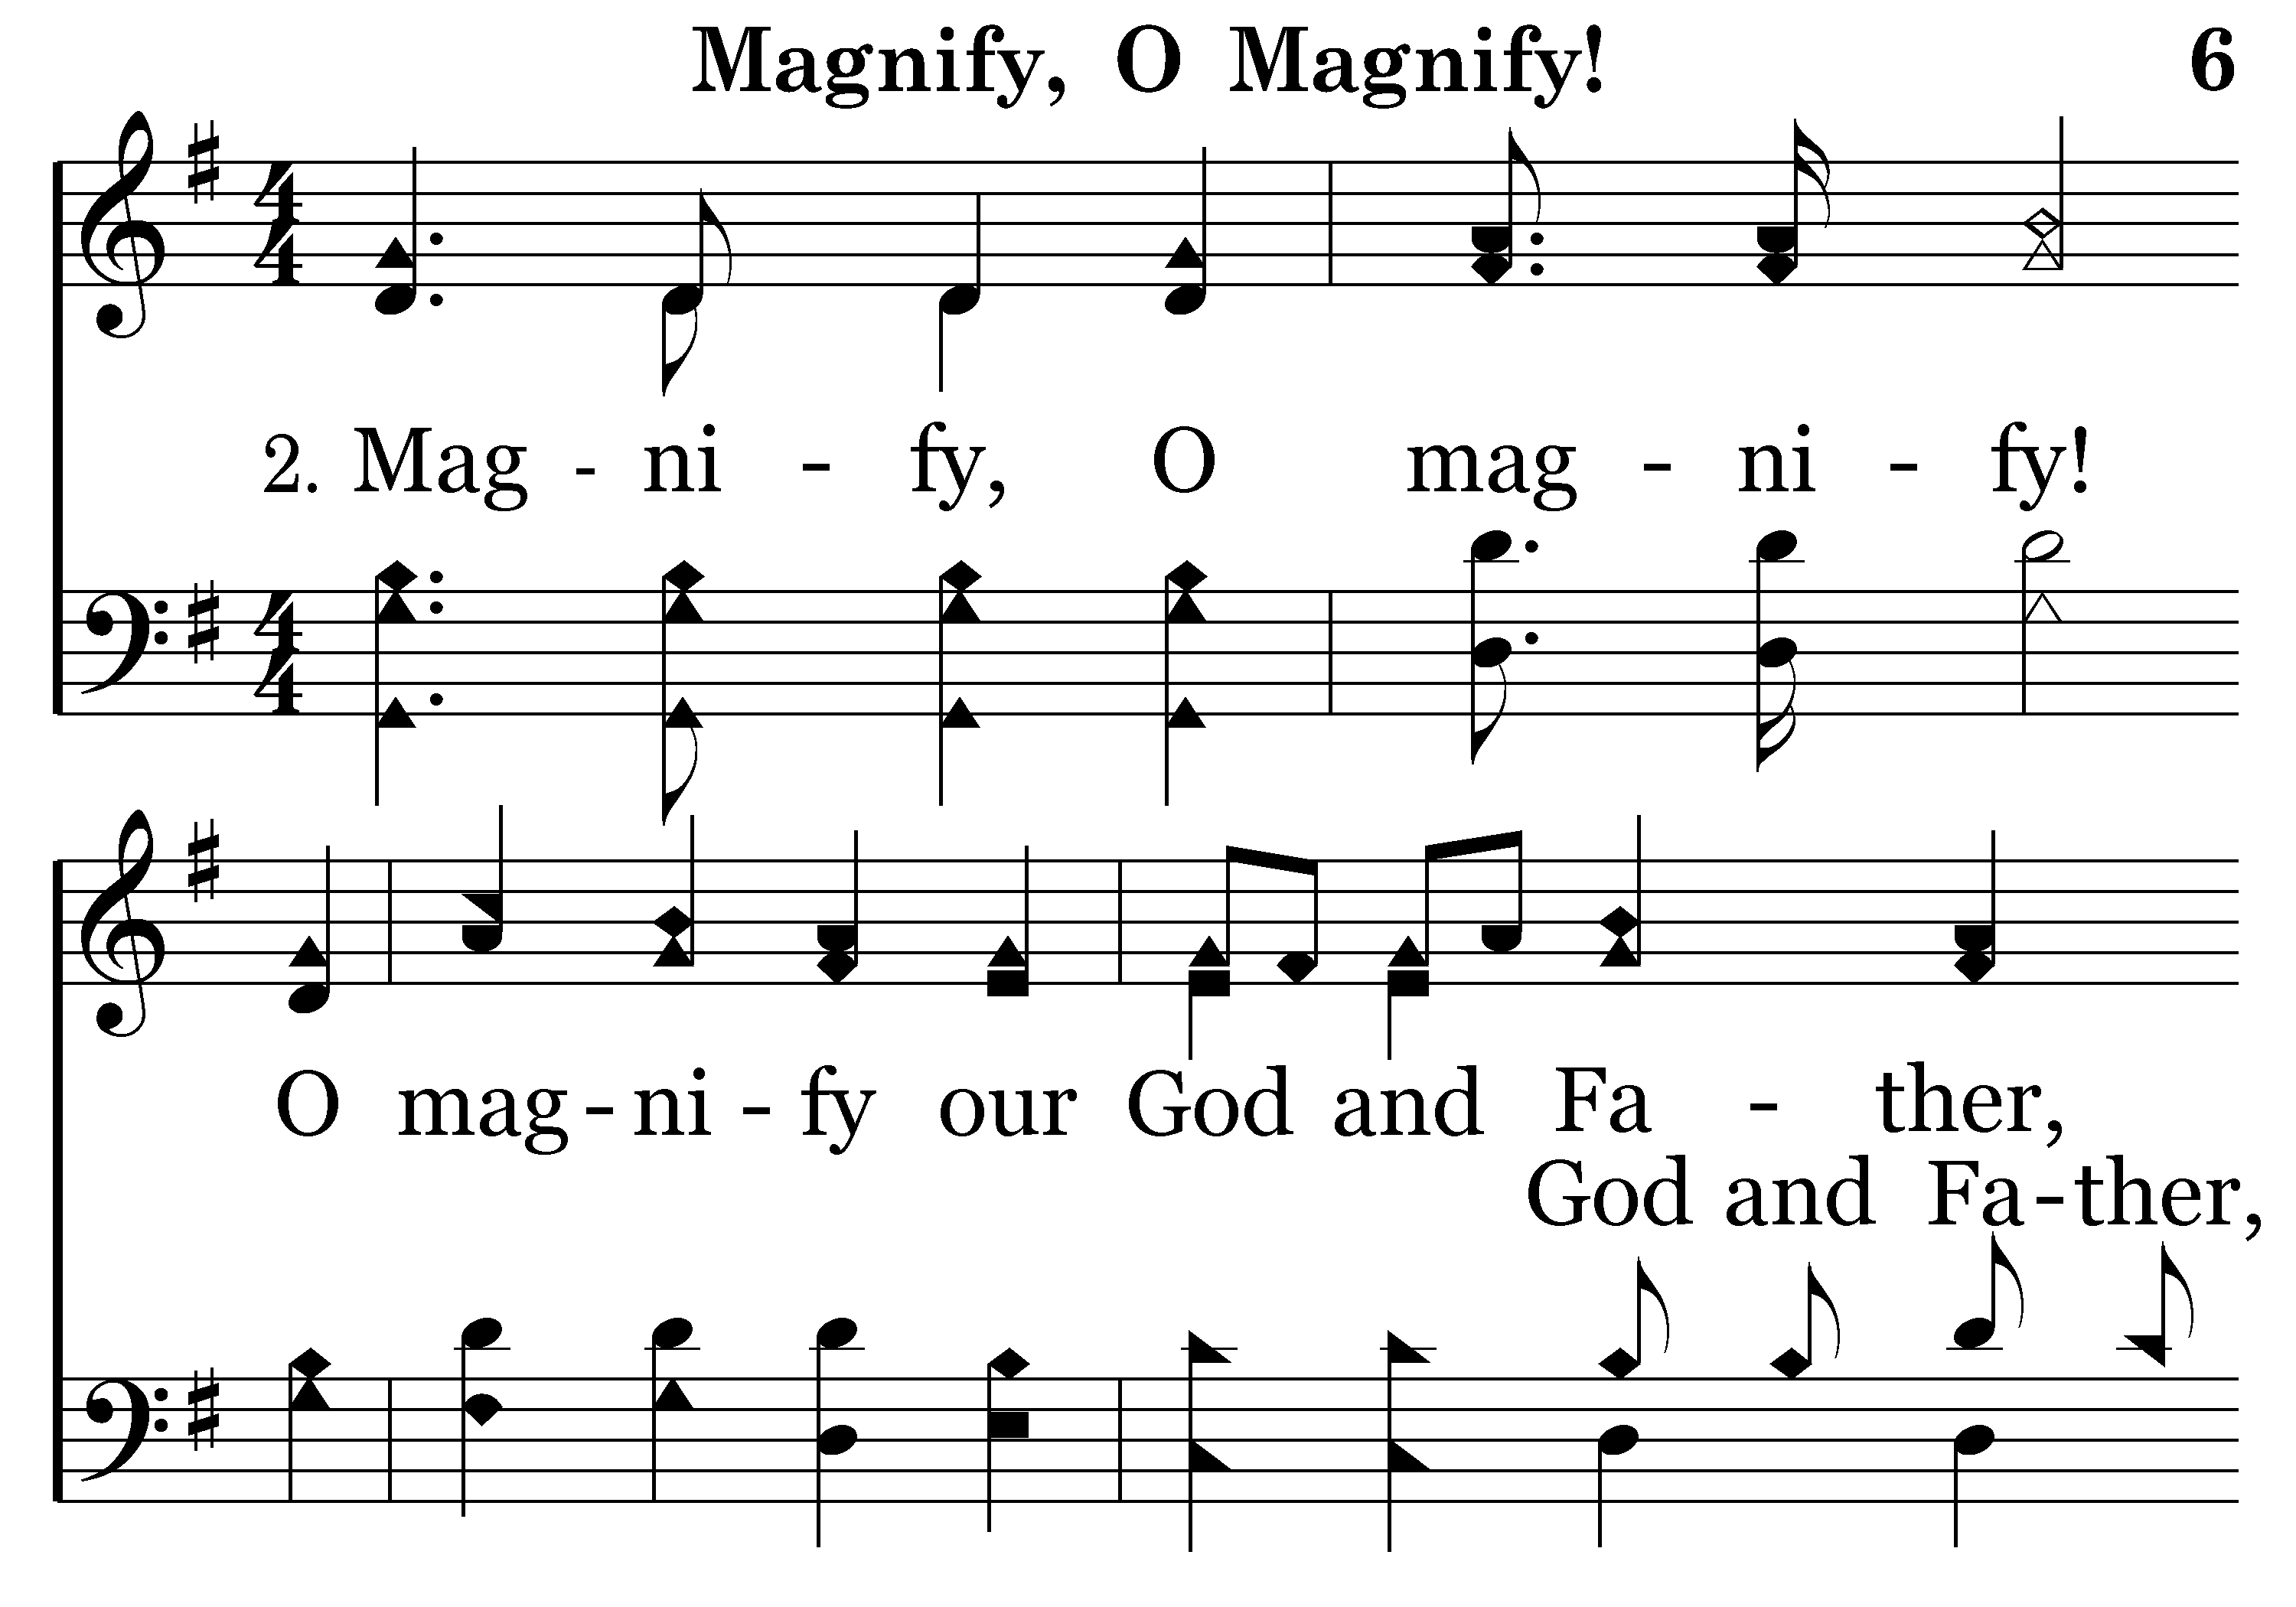 Magnify, O Magnify! 6
2. Mag - ni - fy, O mag - ni - fy!
O mag - ni - fy our God and Fa - ther,
God and Fa - ther,